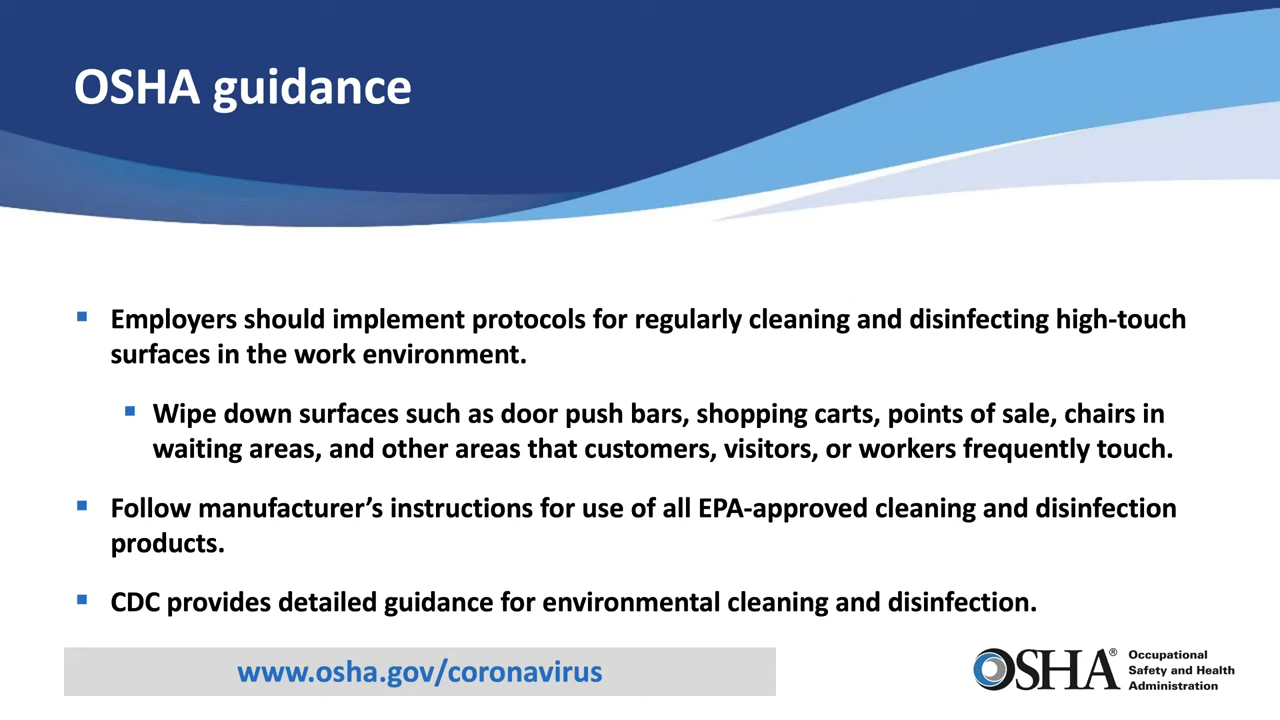 OSHA guidance
▪ Employers should implement protocols for regularly cleaning and disinfecting high-touch
surfaces in the work environment.
▪ Wipe down surfaces such as door push bars, shopping carts, points of sale, chairs in
waiting areas, and other areas that customers, visitors, or workers frequently touch.
▪ Follow manufacturer’s instructions for use of all EPA-approved cleaning and disinfection
products.
▪ CDC provides detailed guidance for environmental cleaning and disinfection.
www.osha.gov/coronavirus
OSHA®
Occupational
Safety and Health
Administration